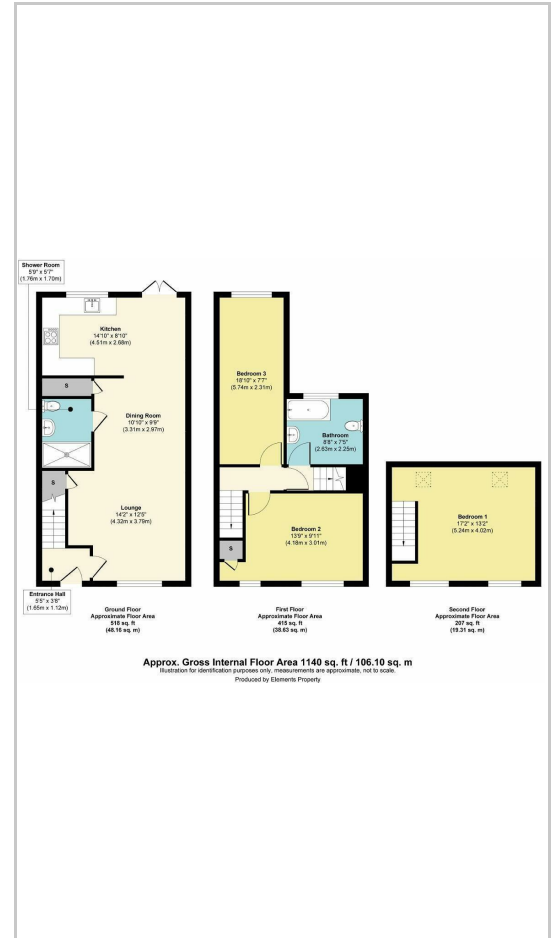 Shower Room
5'9" x 5'7"
(1.76m x 1.70m)
Kitchen
14'10" x 8'10"
(4.51m x 2.68m)
S
Dining Room
10'10" x 9'9"
(3.31m x 2.97m)
S
Lounge
14'2" x 12'5"
(4.32m x 3.79m)
Entrance Hall
5'5" x 3'8"
(1.65m x 1.12m)
Ground Floor
Approximate Floor Area
518 sq. ft
(48.16 sq. m)
Bedroom 3
18'10" x 7'7"
(5.74m x 2.31m)
Bathroom
8'8" x 7'5"
(2.63m x 2.25m)
Bedroom 2
13'9" x 9'11"
(4.18m x 3.01m)
S
First Floor
Approximate Floor Area
415 sq. ft
(38.63 sq. m)
Bedroom 1
17'2" x 13'2"
(5.24m x 4.02m)
Second Floor
Approximate Floor Area
207 sq. ft
(19.31 sq. m)
Approx. Gross Internal Floor Area 1140 sq. ft / 106.10 sq. m
Illustration for identification purposes only, measurements are approximate, not to scale.
Produced by Elements Property